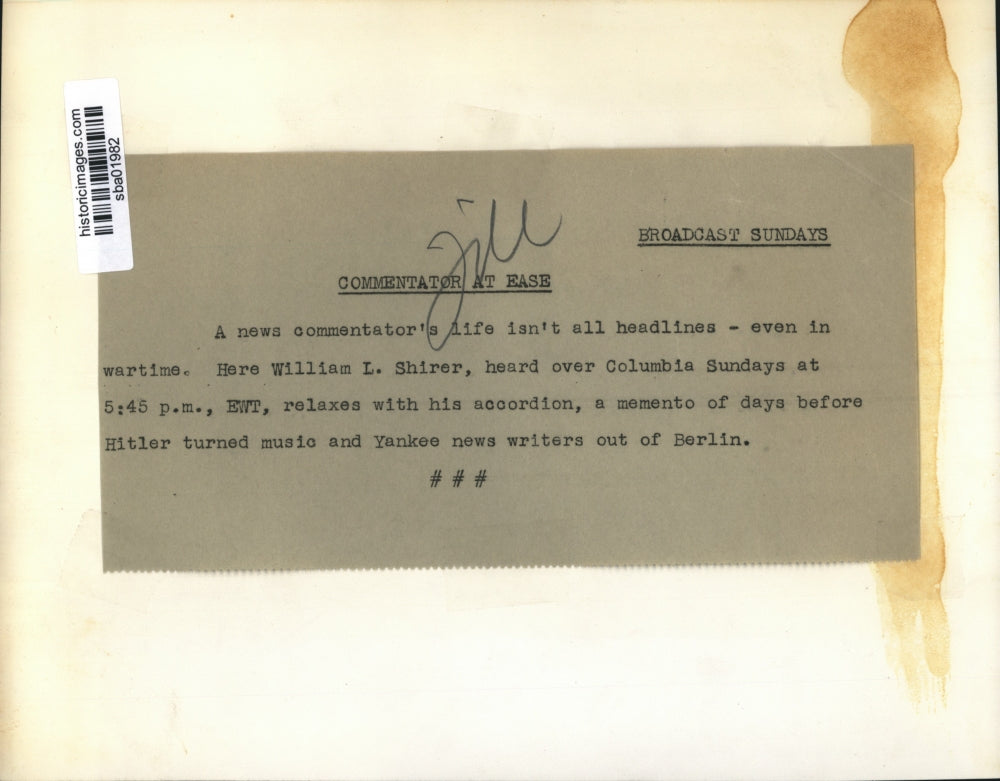 historicimages.com
sba01982
BROADCAST SUNDAYS
COMMENTATOR AT EASE
A news commentator's life isn't all headlines - even in
wartime. Here William L. Shirer, heard over Columbia Sundays at
5:45 p.m., EWT, relaxes with his accordion, a memento of days before
Hitler turned music and Yankee news writers out of Berlin.
# # #